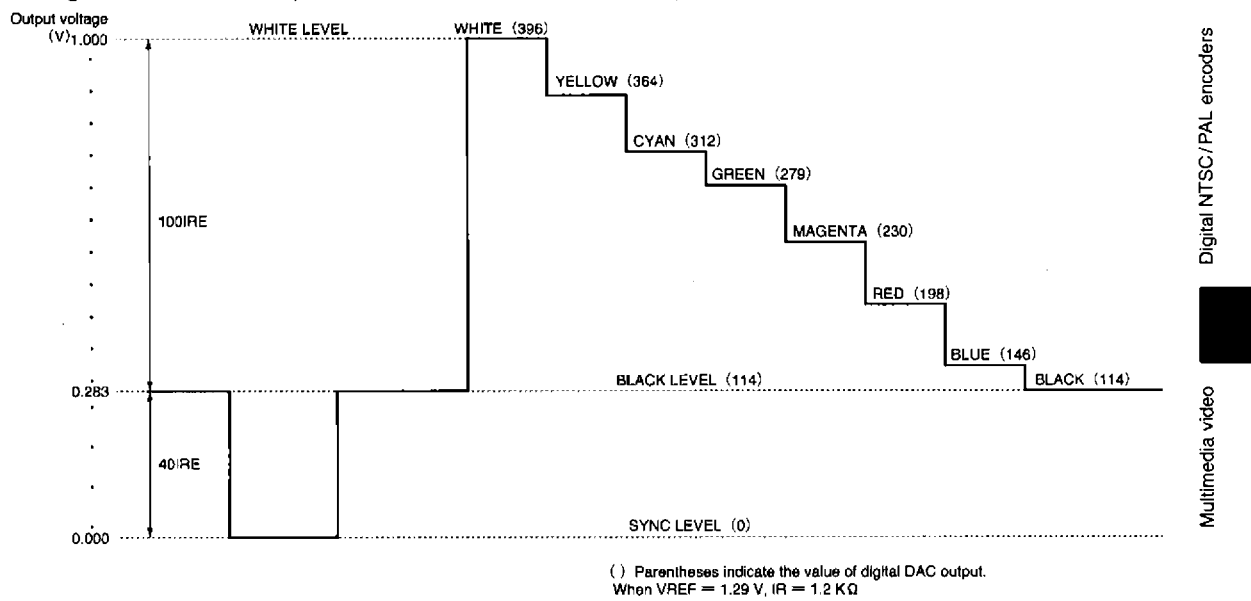 Output voltage
(V)
1.000
WHITE LEVEL
WHITE (396)
YELLOW (364)
CYAN (312)
GREEN (279)
100IRE
MAGENTA (230)
RED (198)
BLUE (146)
0.283
BLACK LEVEL (114)
BLACK (114)
40IRE
SYNC LEVEL (0)
0.000
( ) Parentheses indicate the value of digital DAC output.
When VREF = 1.29 V, IR = 1.2 KΩ
Digital NTSC/PAL encoders
Multimedia video